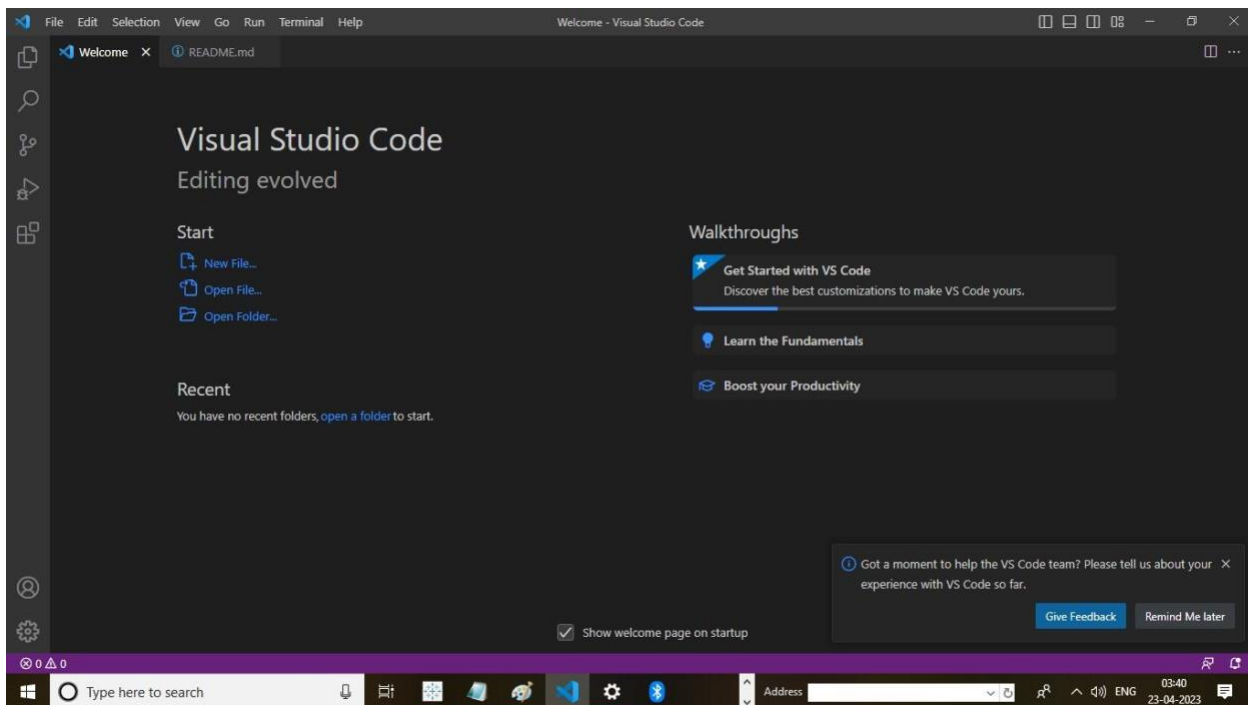 File Edit Selection View Go Run Terminal Help Welcome - Visual Studio Code
Welcome README.md
Visual Studio Code
Editing evolved
Start
New File...
Open File...
Open Folder...
Recent
You have no recent folders, open a folder to start.
Walkthroughs
Get Started with VS Code
Discover the best customizations to make VS Code yours.
Learn the Fundamentals
Boost your Productivity
Got a moment to help the VS Code team? Please tell us about your
experience with VS Code so far.
Give Feedback Remind Me later
Show welcome page on startup
0 0
Type here to search Address ENG 03:40
23-04-2023